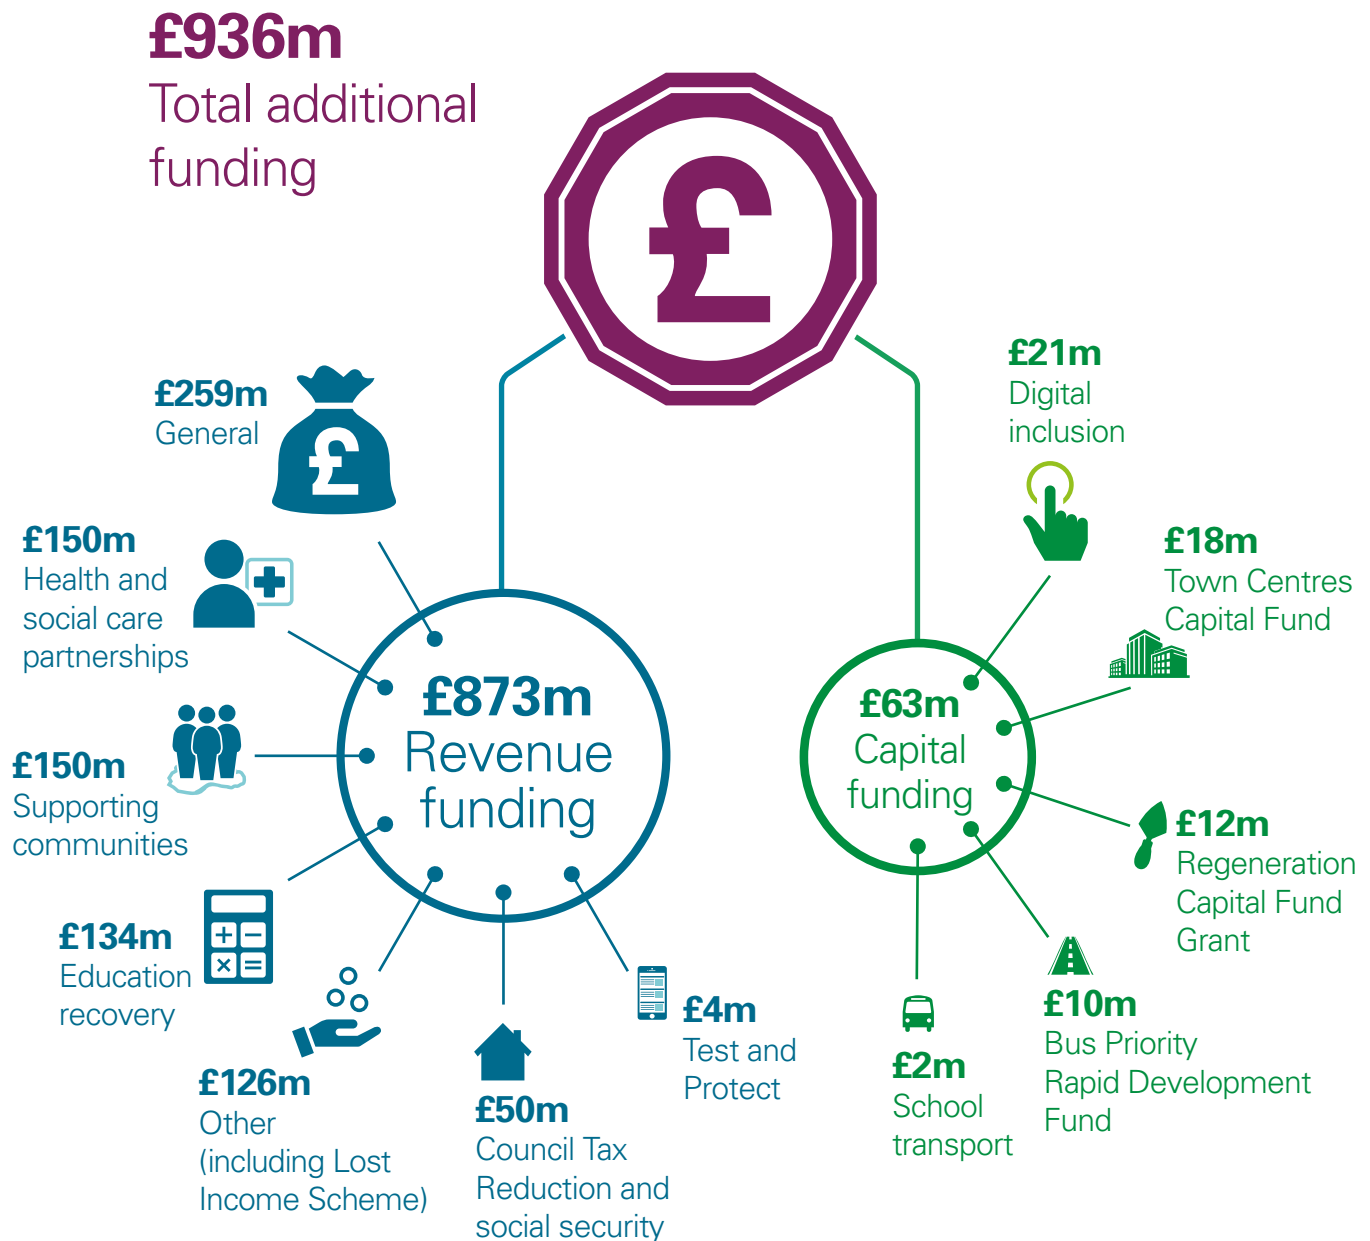 £936m
Total additional
funding
£
£259m
General
£
£150m
Health and
social care
partnerships
£150m
Supporting
communities
£134m
Education
recovery
£126m
Other
(including Lost
Income Scheme)
£50m
Council Tax
Reduction and
social security
£4m
Test and
Protect
£873m
Revenue
funding
£63m
Capital
funding
£21m
Digital
inclusion
£18m
Town Centres
Capital Fund
£12m
Regeneration
Capital Fund
Grant
£10m
Bus Priority
Rapid Development
Fund
£2m
School
transport